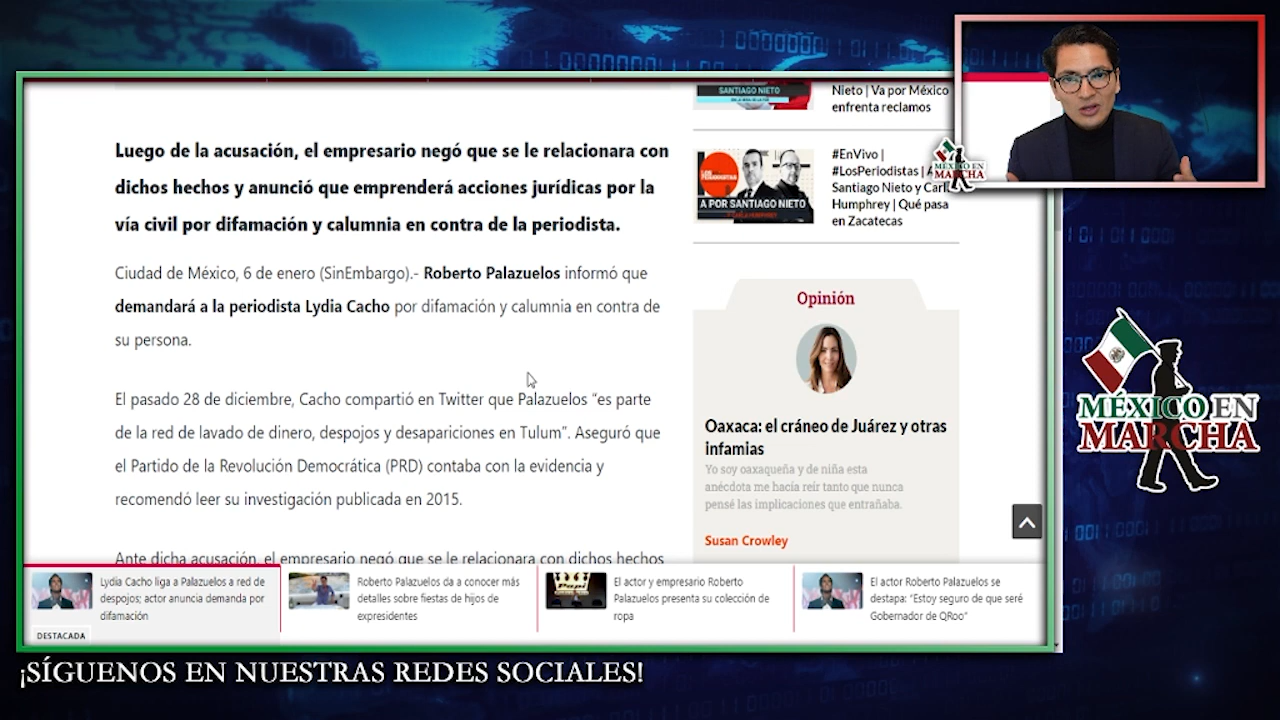 Luego de la acusación, el empresario negó que se le relacionara con
dichos hechos y anunció que emprenderá acciones jurídicas por la
vía civil por difamación y calumnia en contra de la periodista.
Ciudad de México, 6 de enero (SinEmbargo).- Roberto Palazuelos informó que
demandará a la periodista Lydia Cacho por difamación y calumnia en contra de
su persona.
El pasado 28 de diciembre, Cacho compartió en Twitter que Palazuelos “es parte
de la red de lavado de dinero, despojos y desapariciones en Tulum”. Aseguró que
el Partido de la Revolución Democrática (PRD) contaba con la evidencia y
recomendó leer su investigación publicada en 2015.
Ante dicha acusación, el empresario negó que se le relacionara con dichos hechos
SANTIAGO NIETO
Nieto | Va por México
enfrenta reclamos
A POR SANTIAGO NIETO
Y CARLA HUMPHREY
#EnVivo |
#LosPeriodistas | A
Santiago Nieto y Carl
Humphrey | Qué pasa
en Zacatecas
Opinión
Oaxaca: el cráneo de Juárez y otras
infamias
Yo soy oaxaqueña y de niña esta
anécdota me hacía reír tanto que nunca
pensé las implicaciones que entrañaba.
Susan Crowley
MÉXICO EN
MARCHA
MÉXICO EN
MARCHA
Lydia Cacho liga a Palazuelos a red de
despojos; actor anuncia demanda por
difamación
DESTACADA
Roberto Palazuelos da a conocer más
detalles sobre fiestas de hijos de
expresidentes
El actor y empresario Roberto
Palazuelos presenta su colección de
ropa
El actor Roberto Palazuelos se
destapa: “Estoy seguro de que seré
Gobernador de QRoo”
¡SÍGUENOS EN NUESTRAS REDES SOCIALES!